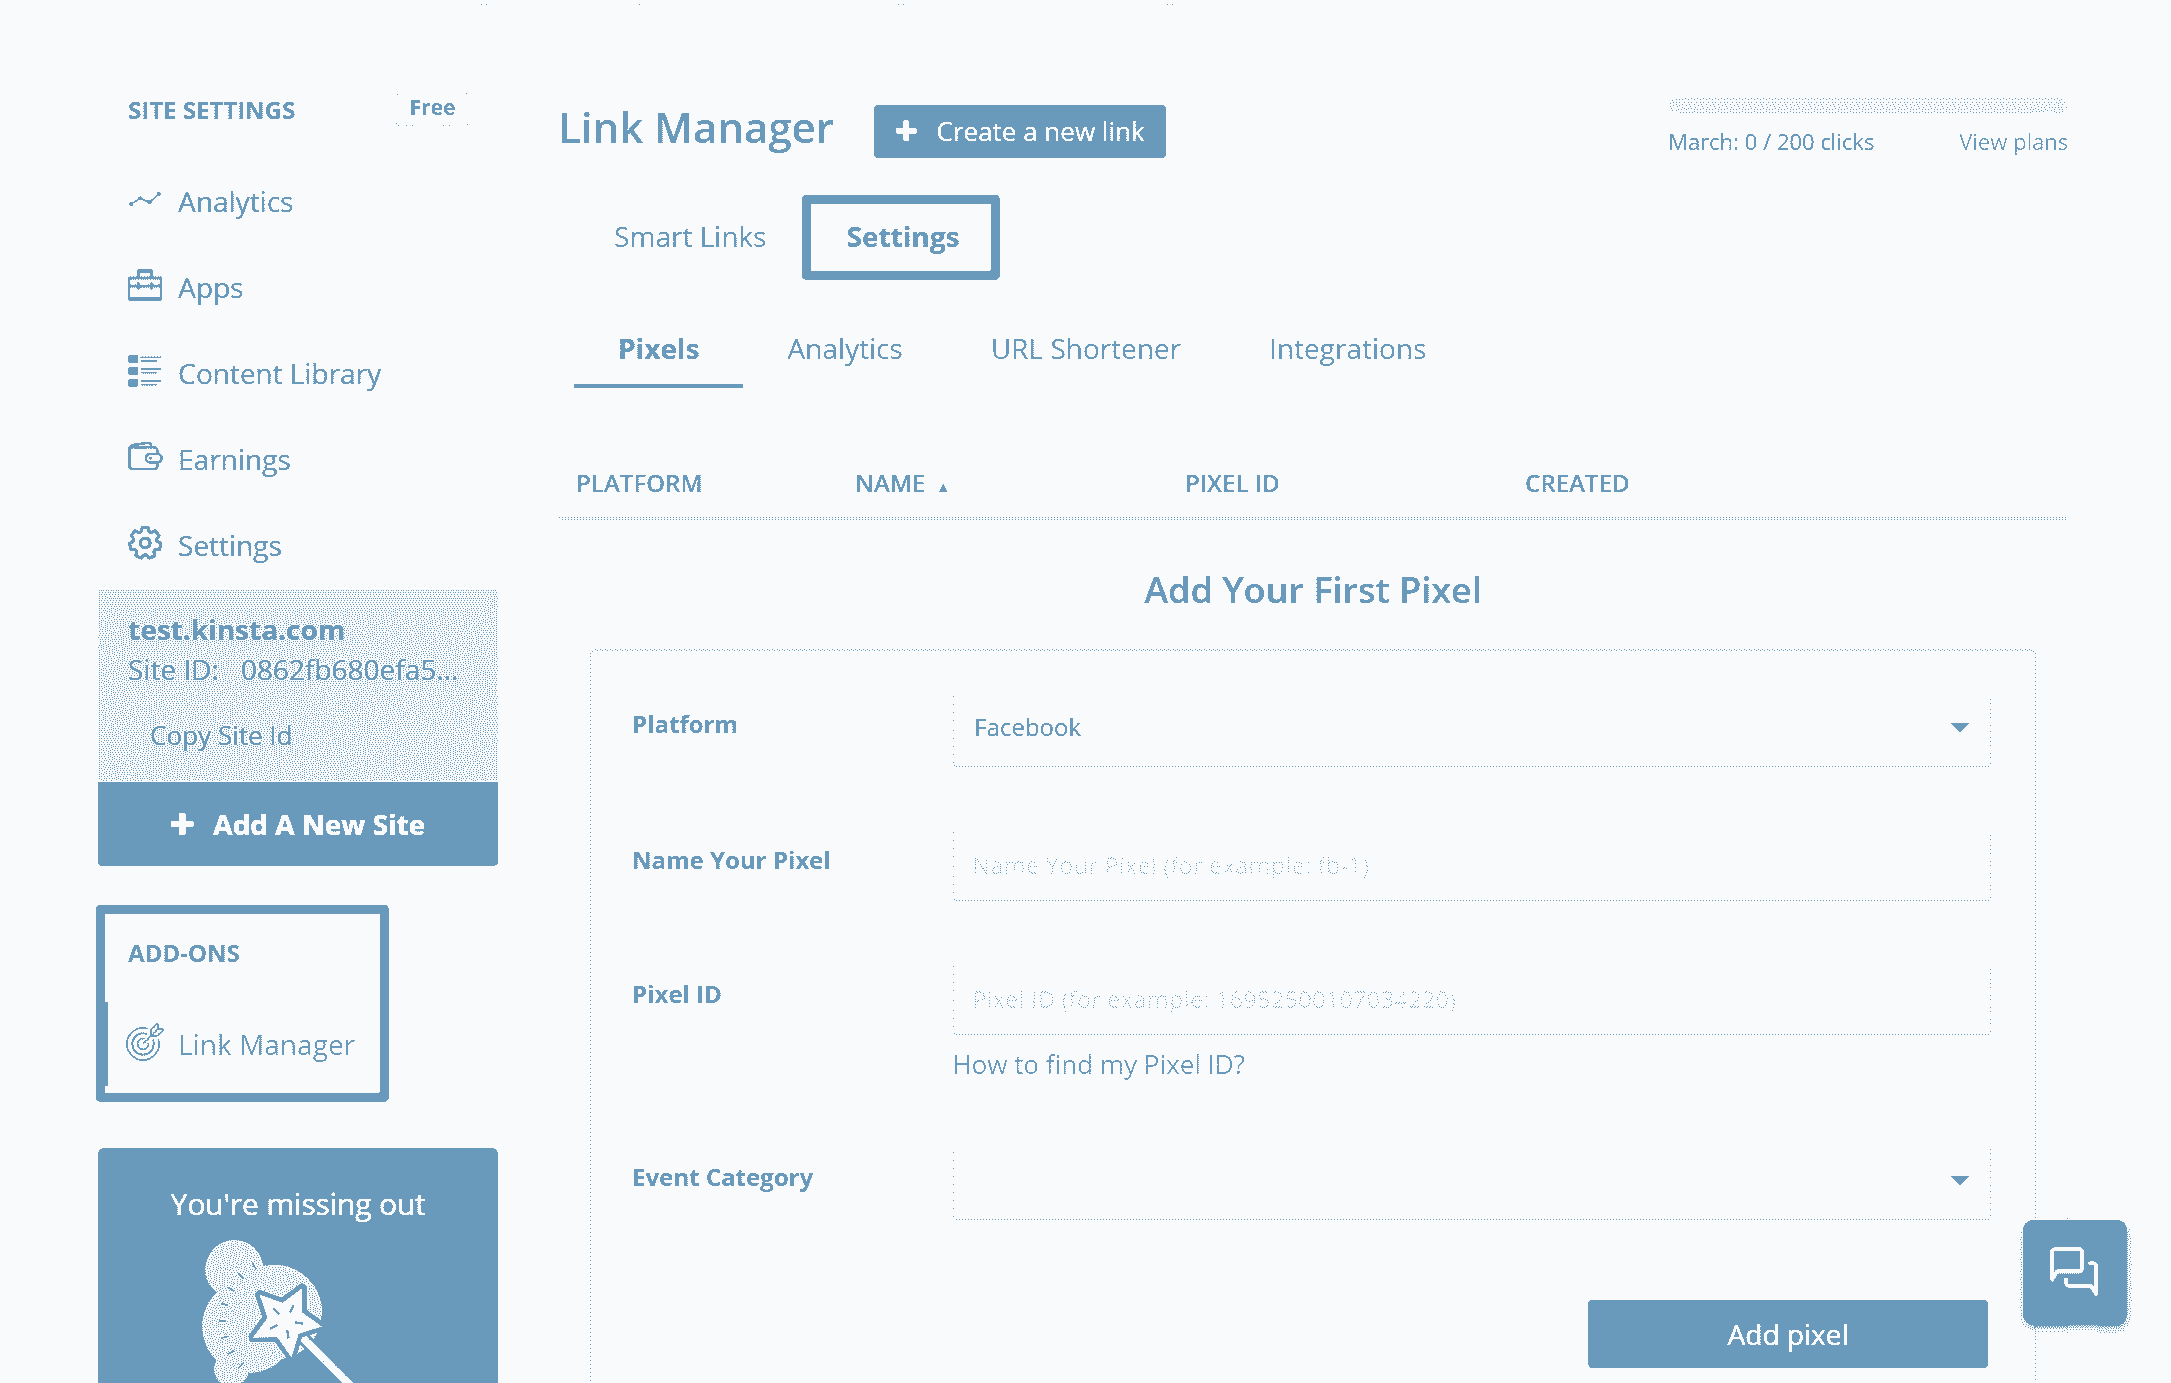 SITE SETTINGS
Free
Analytics
Apps
Content Library
Earnings
Settings
test.kinsta.com
Site ID: 0862fb680efa5...
Copy Site Id
Add A New Site
ADD-ONS
Link Manager
You're missing out
Link Manager
Create a new link
March: 0 / 200 clicks
View plans
Smart Links
Settings
Pixels
Analytics
URL Shortener
Integrations
PLATFORM
NAME ▲
PIXEL ID
CREATED
Add Your First Pixel
Platform
Facebook
Name Your Pixel
Name Your Pixel (for example: fb-1)
Pixel ID
Pixel ID (for example: 16952500107034220)
How to find my Pixel ID?
Event Category
Add pixel